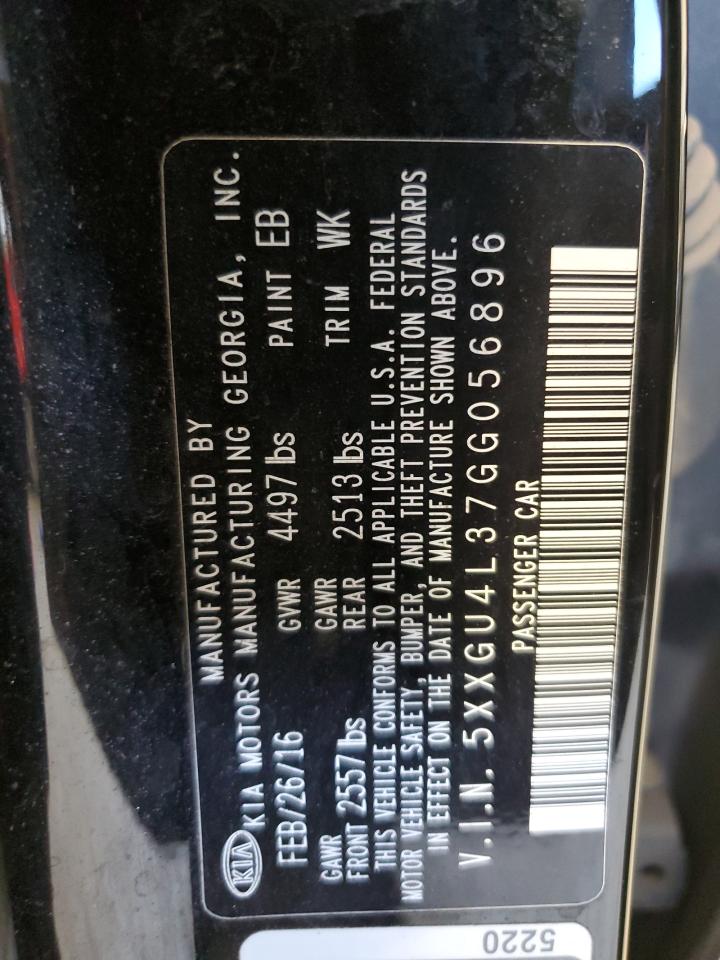 MANUFACTURED BY
KIA KIA MOTORS MANUFACTURING GEORGIA, INC.
FEB/26/16 GVWR 4497 lbs PAINT EB
GAWR FRONT 2557 lbs GAWR REAR 2513 lbs TRIM WK
THIS VEHICLE CONFORMS TO ALL APPLICABLE U.S.A. FEDERAL
MOTOR VEHICLE SAFETY, BUMPER, AND THEFT PREVENTION STANDARDS
IN EFFECT ON THE DATE OF MANUFACTURE SHOWN ABOVE.
V.I.N. 5XXGU4L37GG056896
PASSENGER CAR
5220